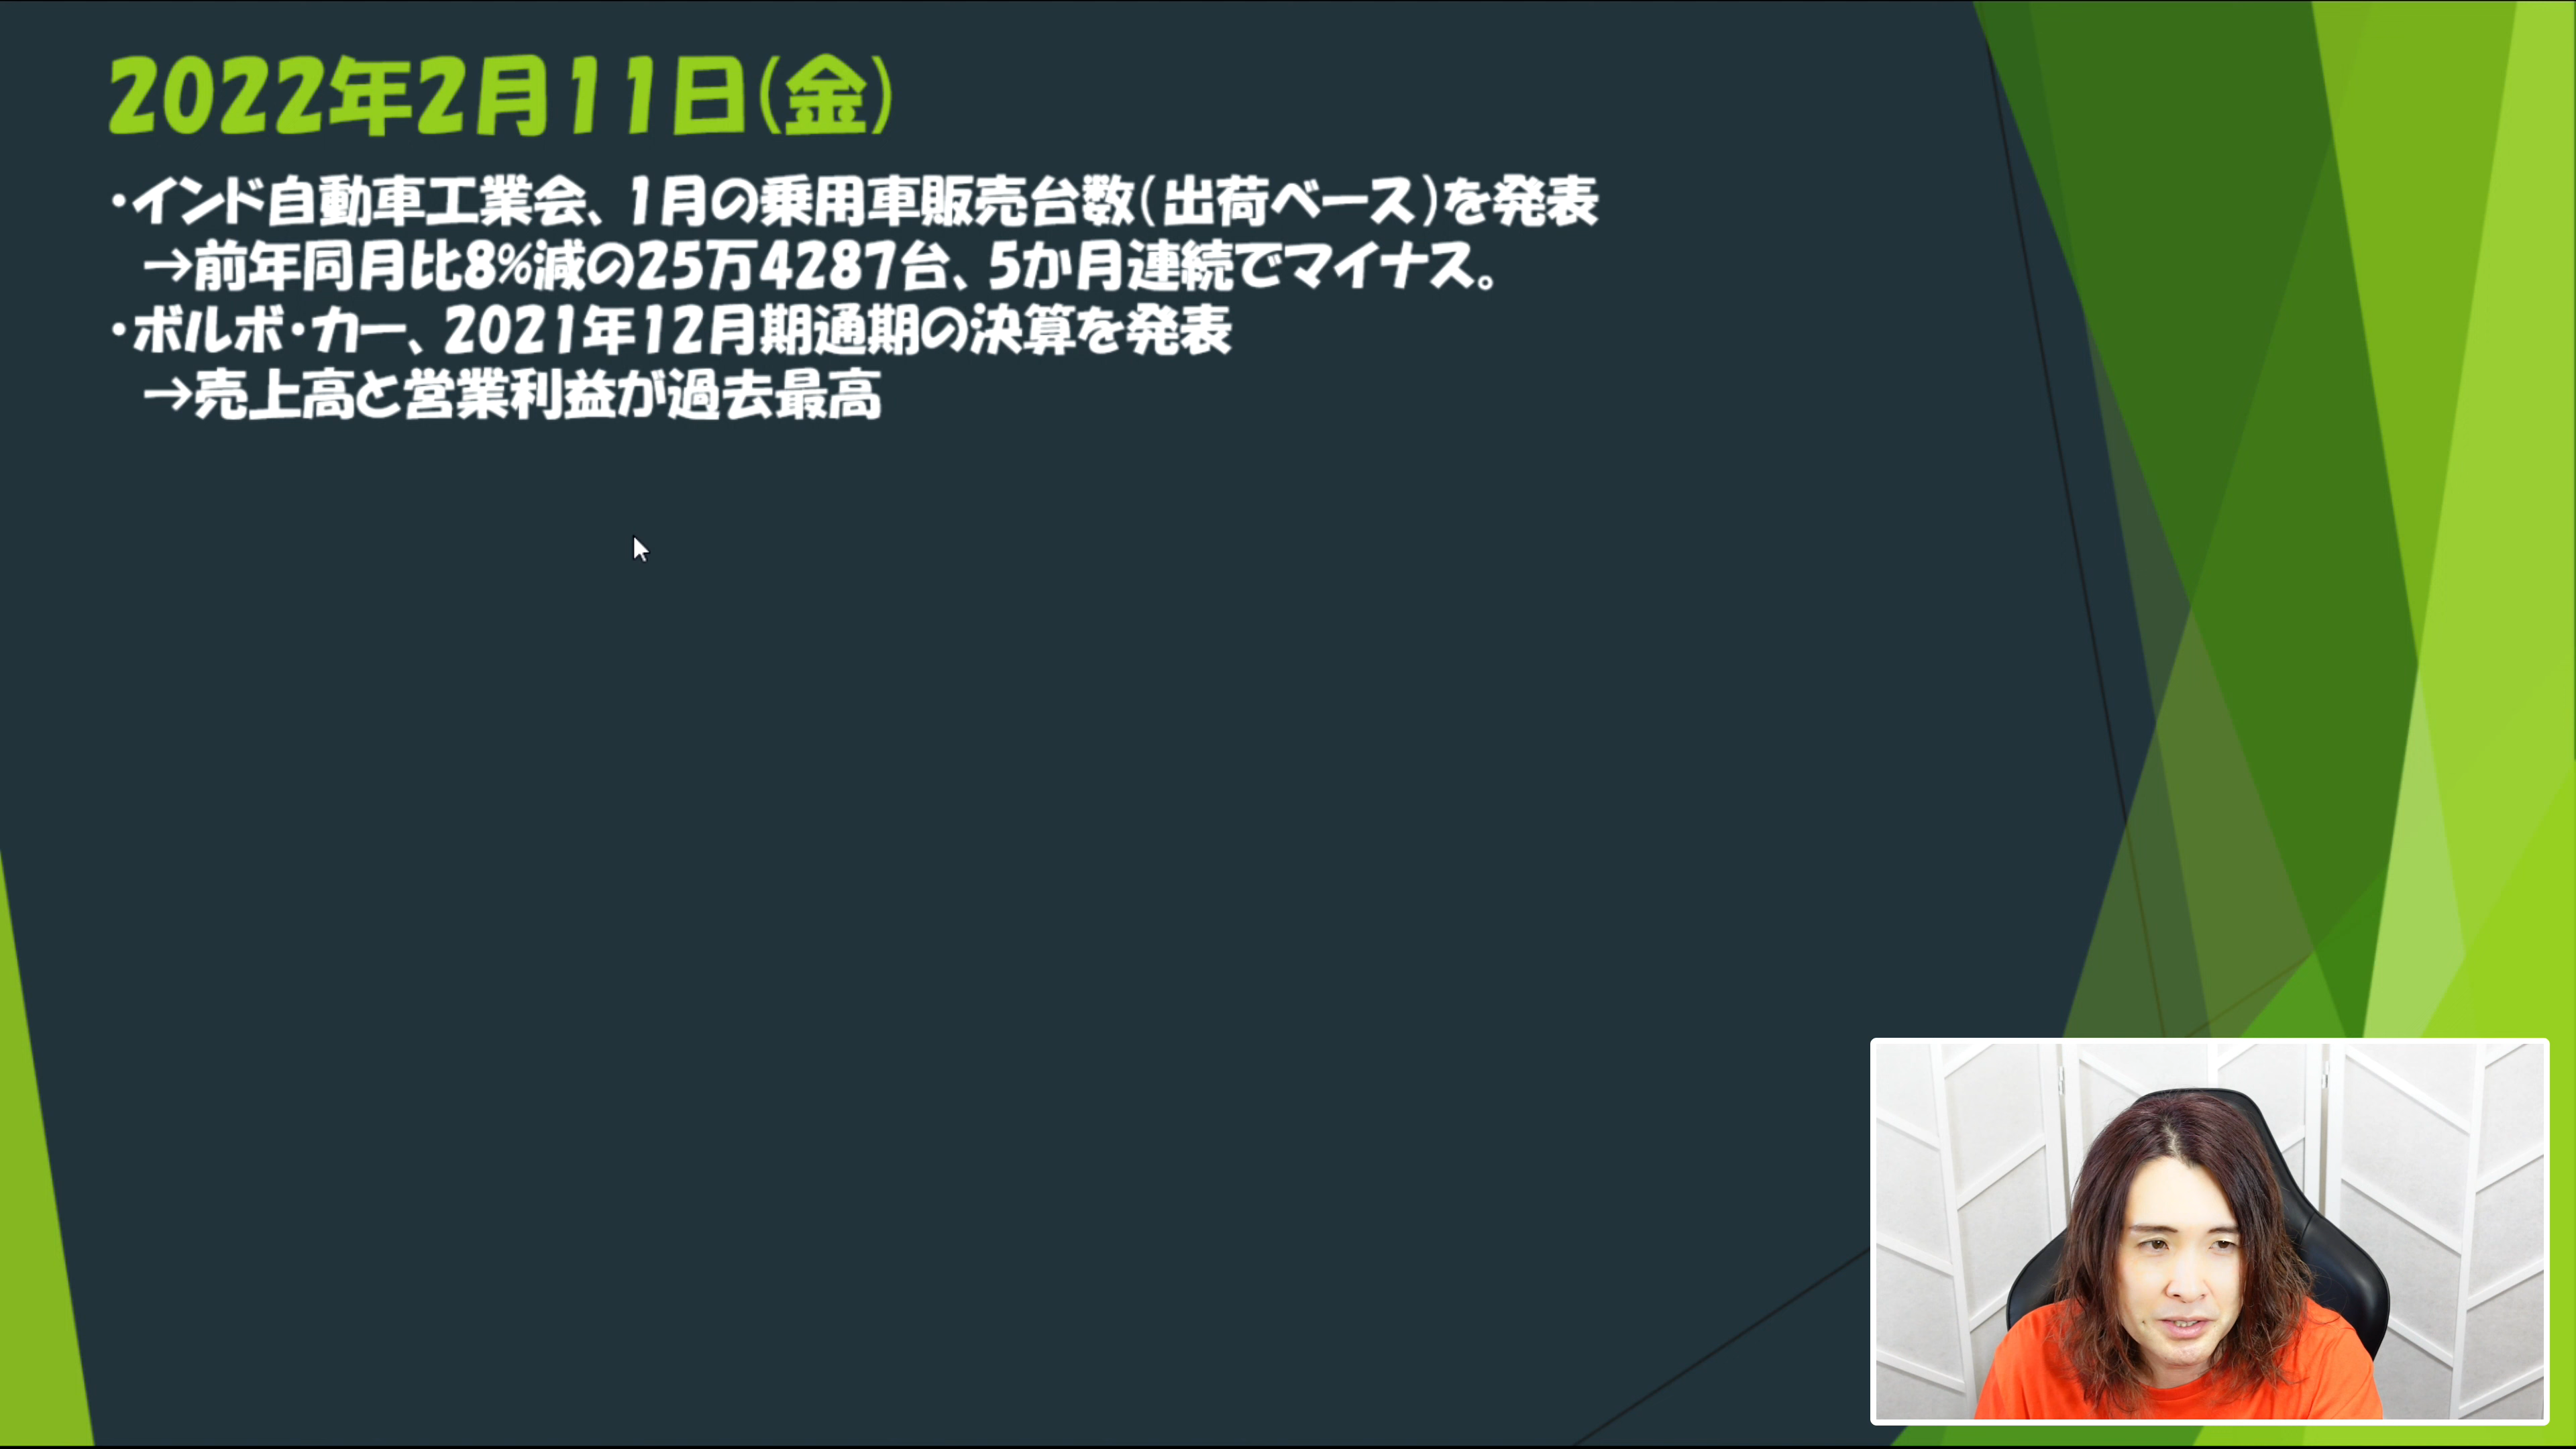 2022年2月11日(金)
・インド自動車工業会、1月の乗用車販売台数(出荷ベース)を発表
→前年同月比8%減の25万4287台、5か月連続でマイナス。
・ボルボ・カー、2021年12月期通期の決算を発表
→売上高と営業利益が過去最高